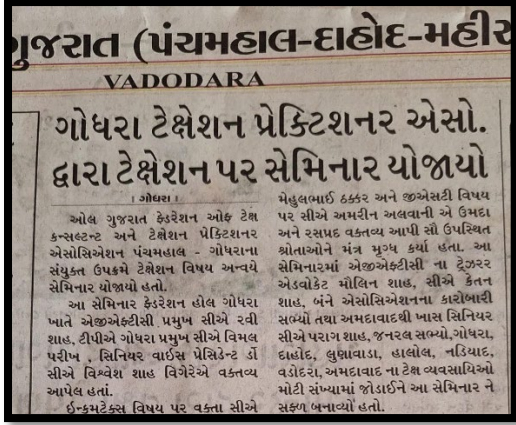 ગુજરાત (પંચમહાલ-દાહોદ-મહીસ
VADODARA
ગોધરા ટેક્ષેશન પ્રેક્ટિશનર એસો.
દ્વારા ટેક્ષેશન પર સેમિનાર યોજાયો
। ગોધરા ।
ઓલ ગુજરાત ફેડરેશન ઓફ ટેક્ષ
કન્સલ્ટન્ટ અને ટેક્ષેશન પ્રેક્ટિશનર
એસોસિએશન પંચમહાલ - ગોધરાના
સંયુક્ત ઉપક્રમે ટેક્ષેશન વિષય અન્વયે
સેમિનાર યોજાયો હતો.
આ સેમિનાર ફેડરેશન હોલ ગોધરા
ખાતે એજીએફટીસી પ્રમુખ સીએ રવી
શાહ, ટીપીએ ગોધરા પ્રમુખ સીએ વિમલ
પરીખ , સિનિયર વાઈસ પ્રેસિડેન્ટ ડૉ
સીએ વિશ્વેશ શાહ વિગેરેએ વક્તવ્ય
આપેલ હતાં.
ઇન્કમટેક્સ વિષય પર વક્તા સીએ
મેહુલભાઈ ઠક્કર અને જીએસટી વિષય
પર સીએ અમરીન અલવાની એ ઉમદા
અને રસપ્રદ વક્તવ્ય આપી સૌ ઉપસ્થિત
શ્રોતાઓને મંત્ર મુગ્ધ કર્યા હતા. આ
સેમિનારમાં એજીએફટીસી ના ટ્રેઝરર
એડવોકેટ મૌલિન શાહ, સીએ કેતન
શાહ, બંને એસોસિએશનના કારોબારી
સભ્યો તથા અમદાવાદથી ખાસ સિનિયર
સીએ પરાગ શાહ, જનરલ સભ્યો,ગોધરા,
દાહોદ, લુણાવાડા, હાલોલ, નડિયાદ,
વડોદરા, અમદાવાદ ના ટેક્ષ વ્યવસાયિઓ
મોટી સંખ્યામાં જોડાઈને આ સેમિનાર ને
સફળ બનાવ્યો હતો.